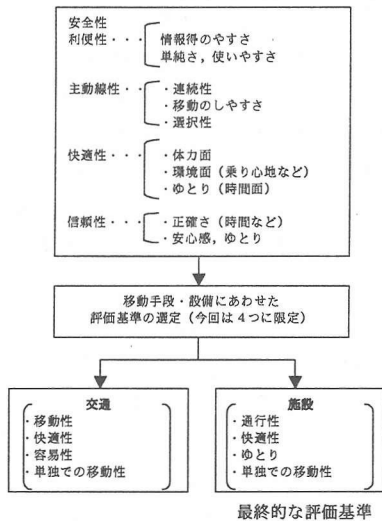 安全性
利便性・・・ 情報得のやすさ
単純さ，使いやすさ
主動線性・・ ・連続性
・移動のしやすさ
・選択性
快適性・・・ ・体力面
・環境面（乗り心地など）
・ゆとり（時間面）
信頼性・・・ ・正確さ（時間など）
・安心感，ゆとり
移動手段・設備にあわせた
評価基準の選定（今回は４つに限定）
交通
・移動性
・快適性
・容易性
・単独での移動性
施設
・通行性
・快適性
・ゆとり
・単独での移動性
最終的な評価基準